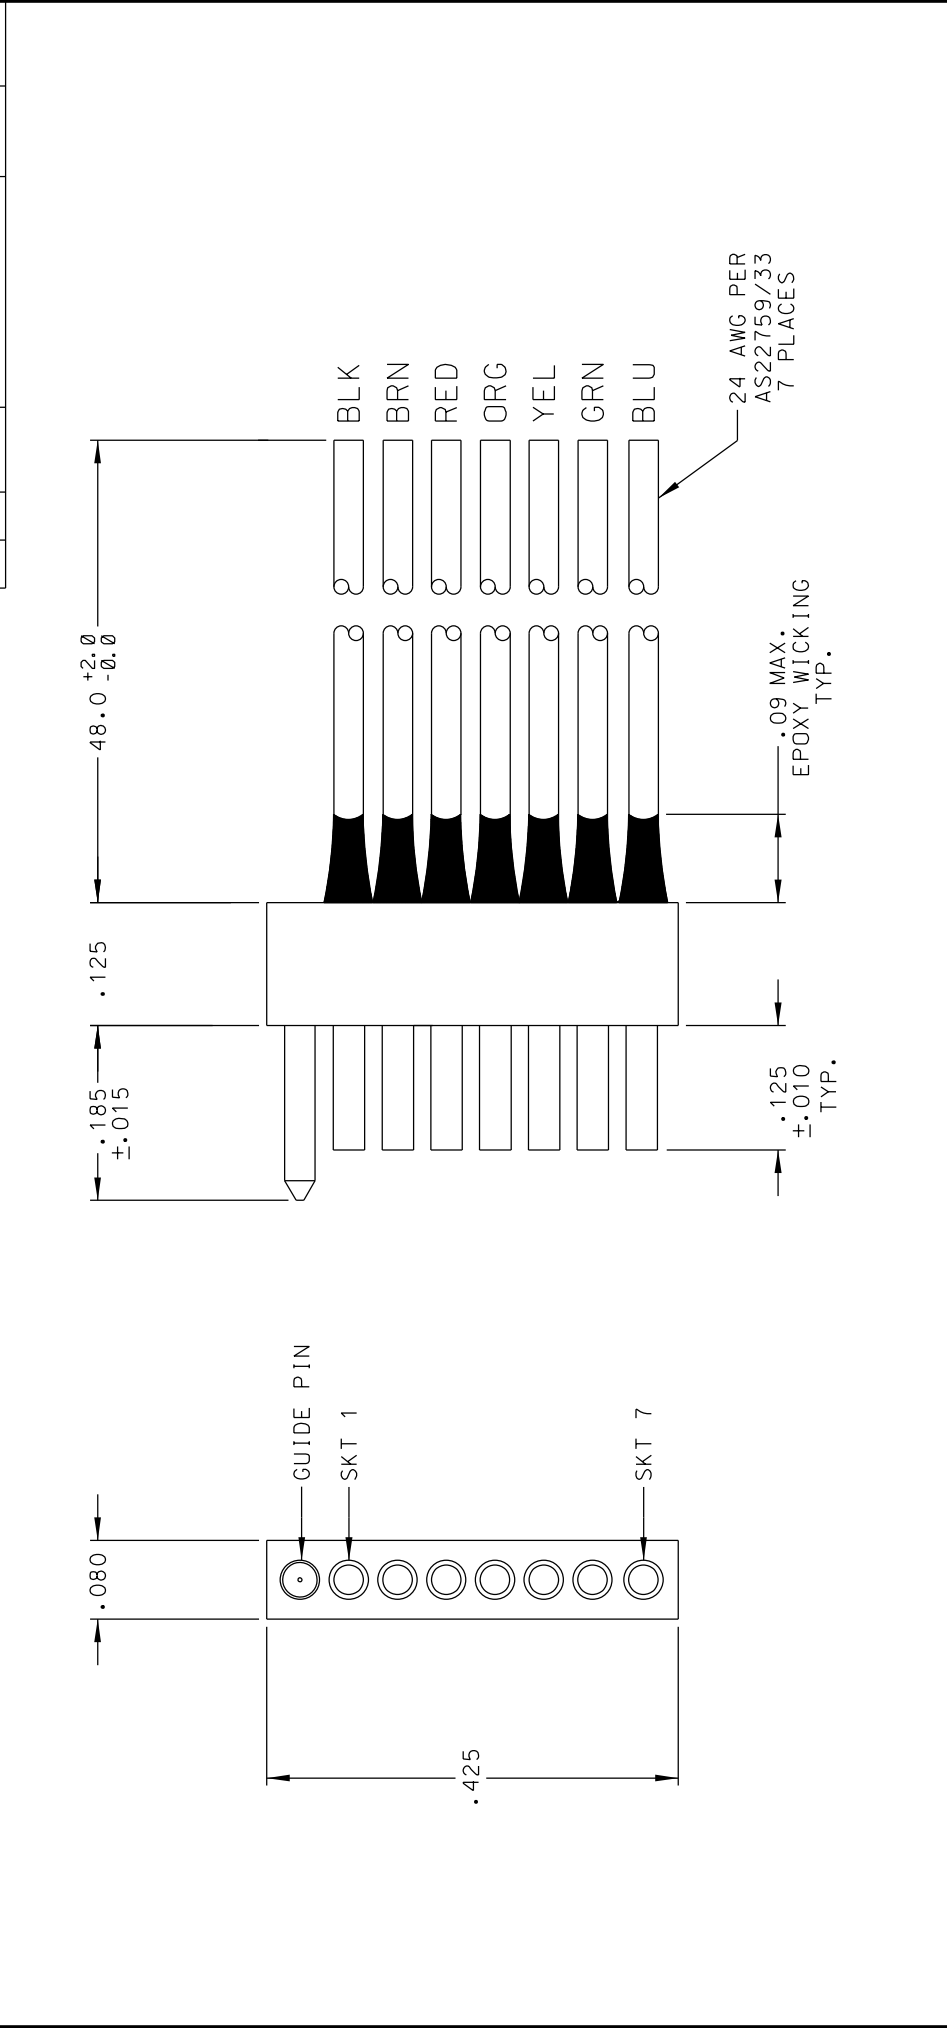 .425
.080
GUIDE PIN
SKT 1
SKT 7
.185
±.015
.125
48.0 +2.0
-0.0
BLK
BRN
RED
ORG
YEL
GRN
BLU
24 AWG PER
AS22759/33
7 PLACES
.09 MAX.
EPOXY WICKING
TYP.
.125
±.010
TYP.